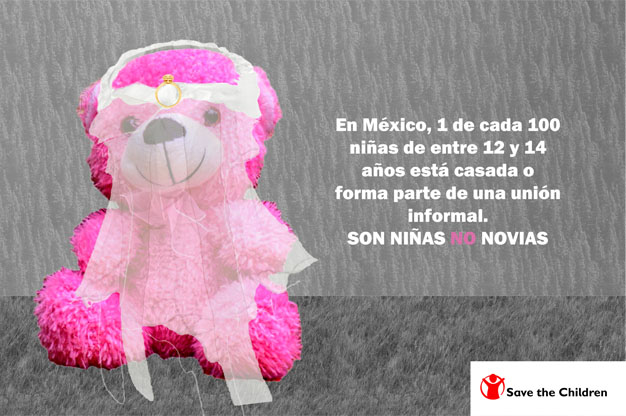 En México, 1 de cada 100
niñas de entre 12 y 14
años está casada o
forma parte de una unión
informal.
SON NIÑAS NO NOVIAS
Save the Children